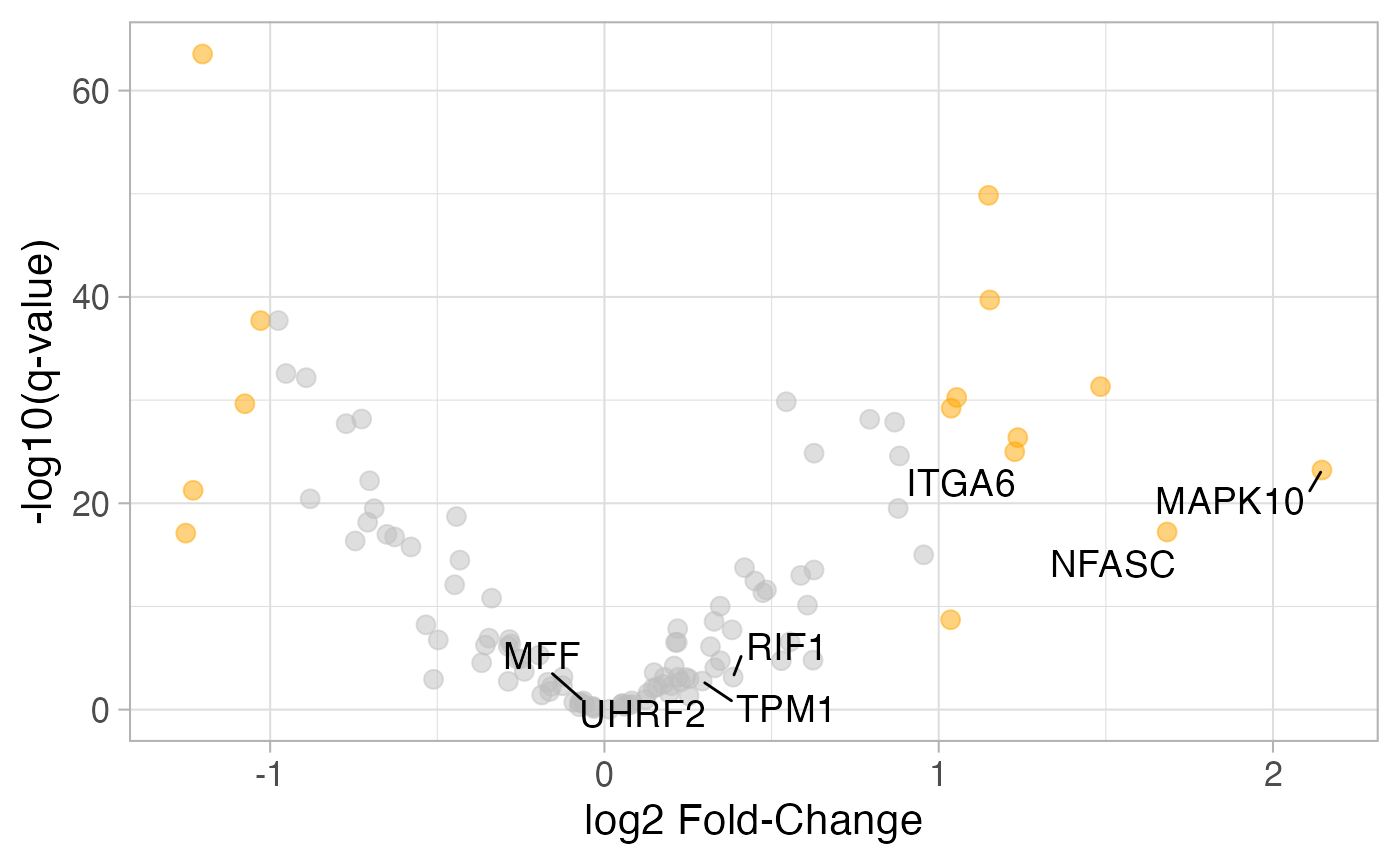 -log10(q-value)
60
40
20
0
ITGA6
MAPK10
NFASC
MFF
RIF1
UHRF2
TPM1
-1
0
1
2
log2 Fold-Change